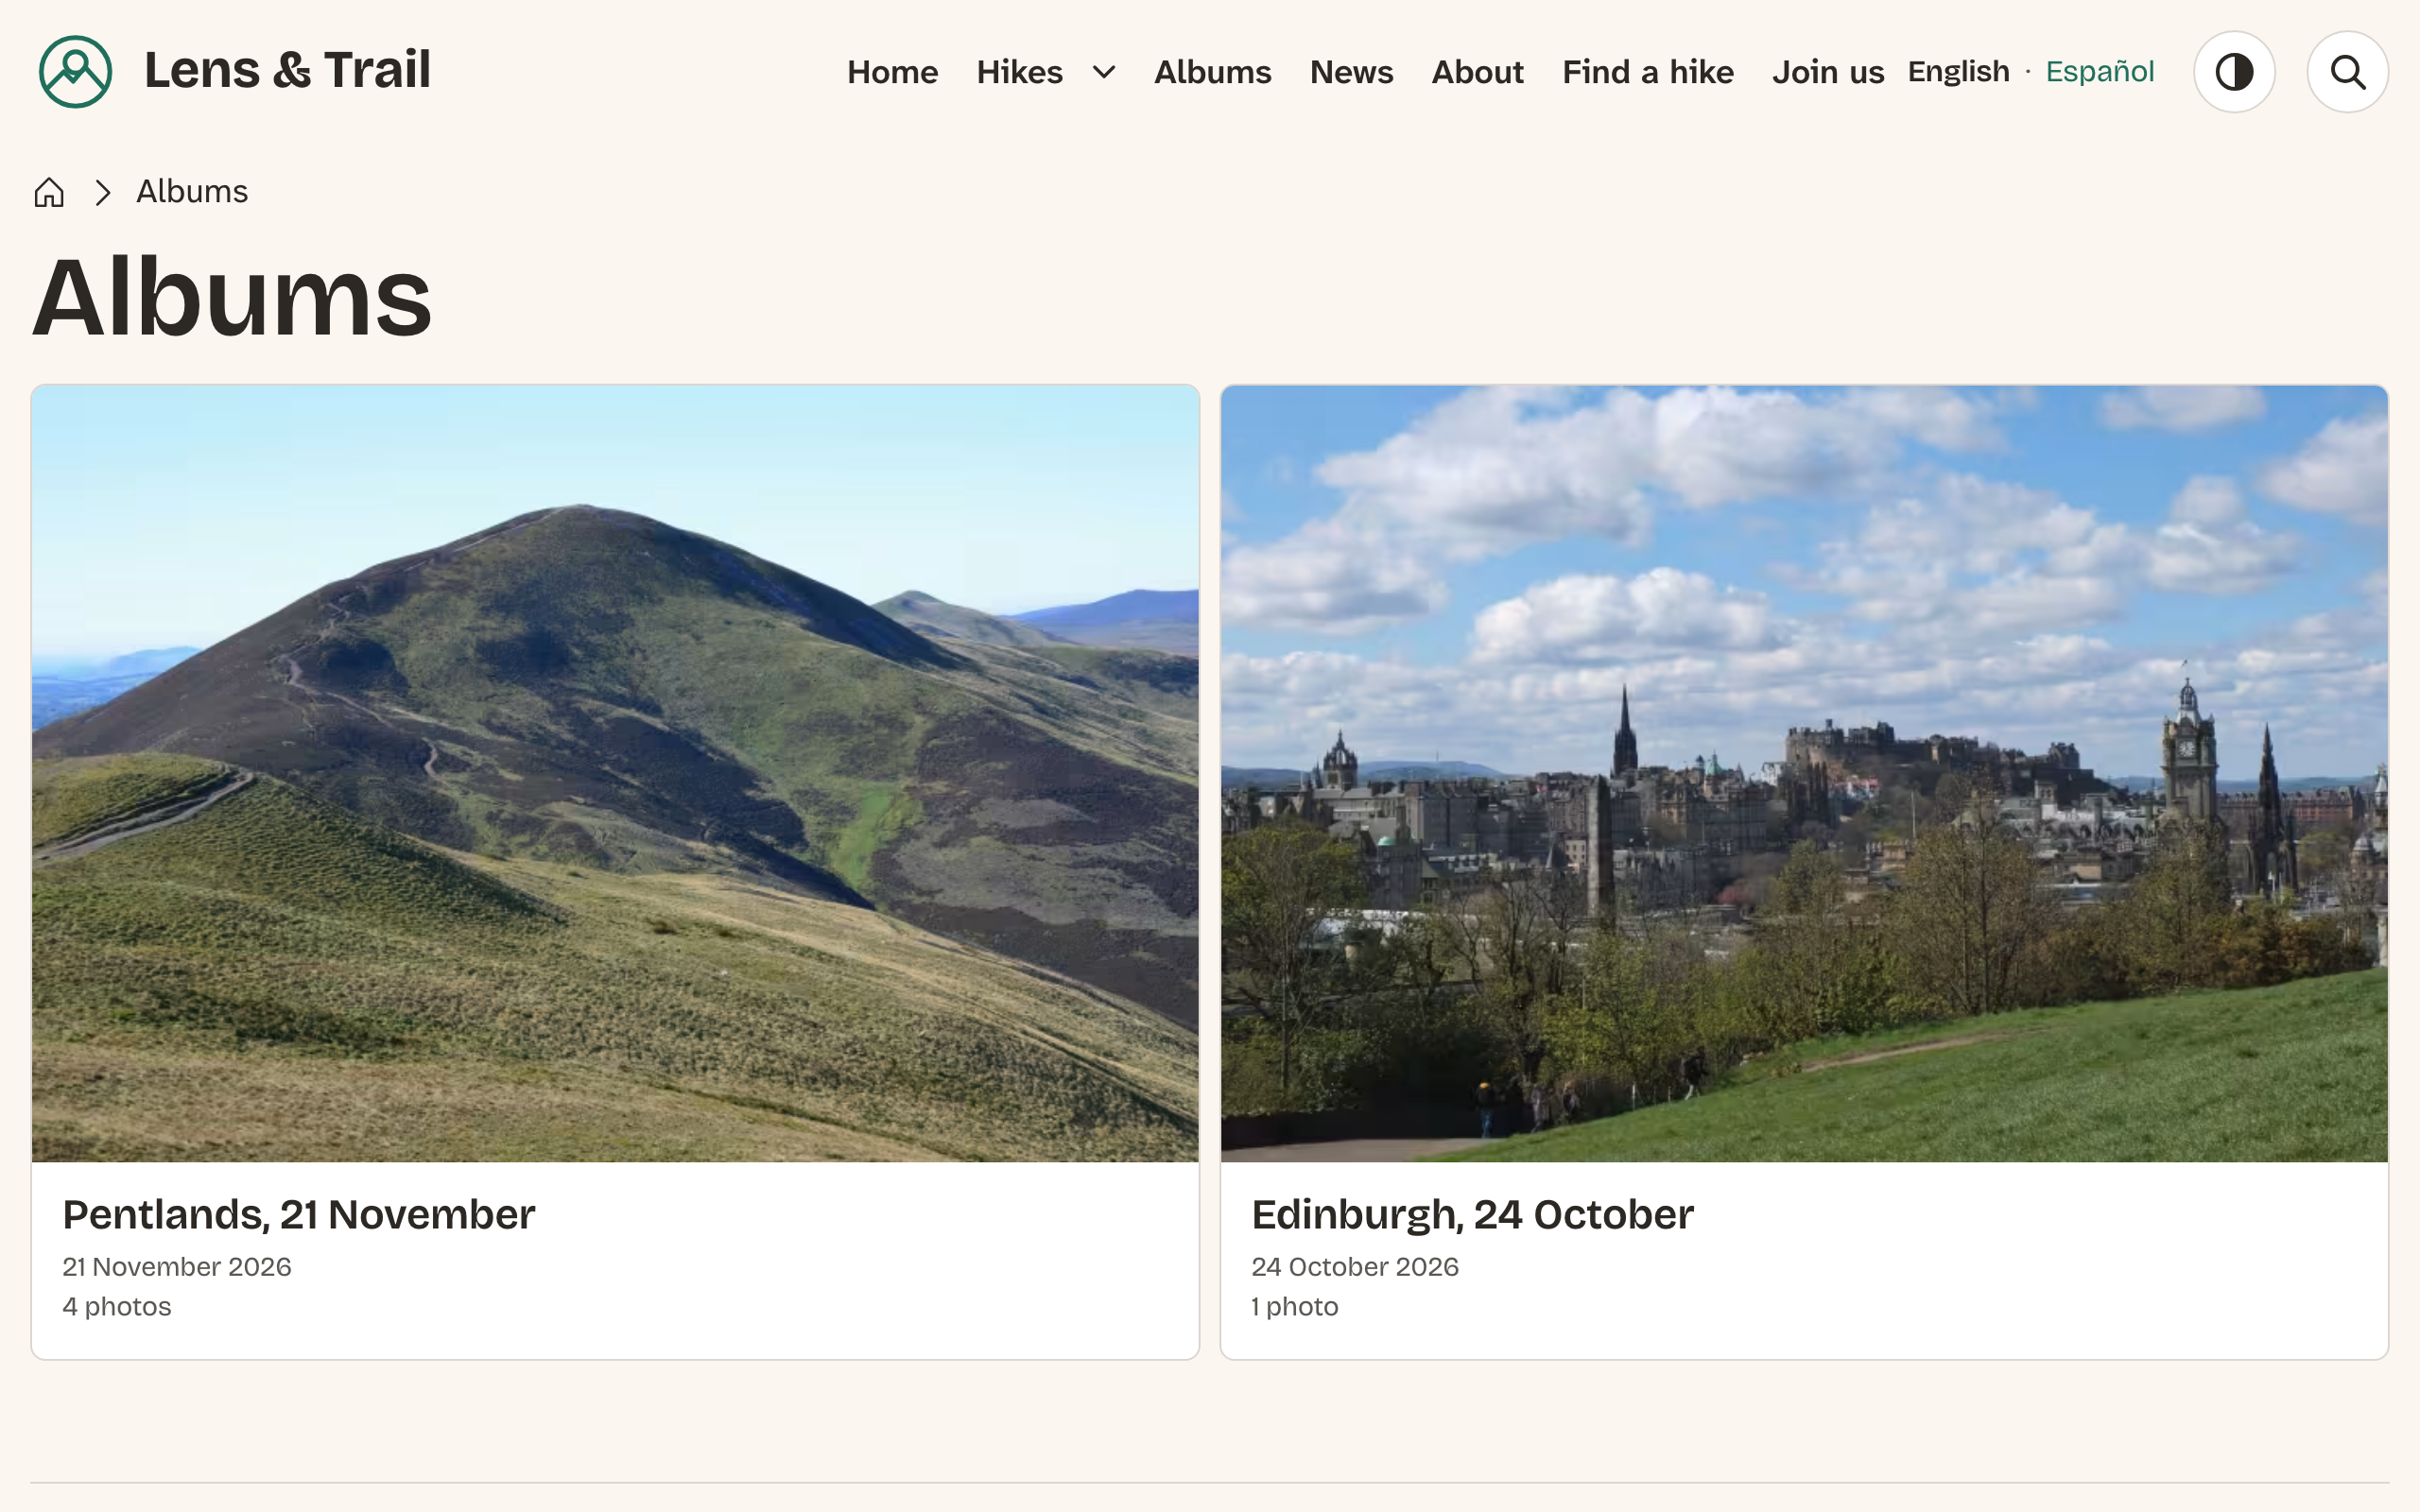 Lens & Trail
Home Hikes Albums News About Find a hike Join us English · Español
Albums
Albums
Pentlands, 21 November
21 November 2026
4 photos
Edinburgh, 24 October
24 October 2026
1 photo